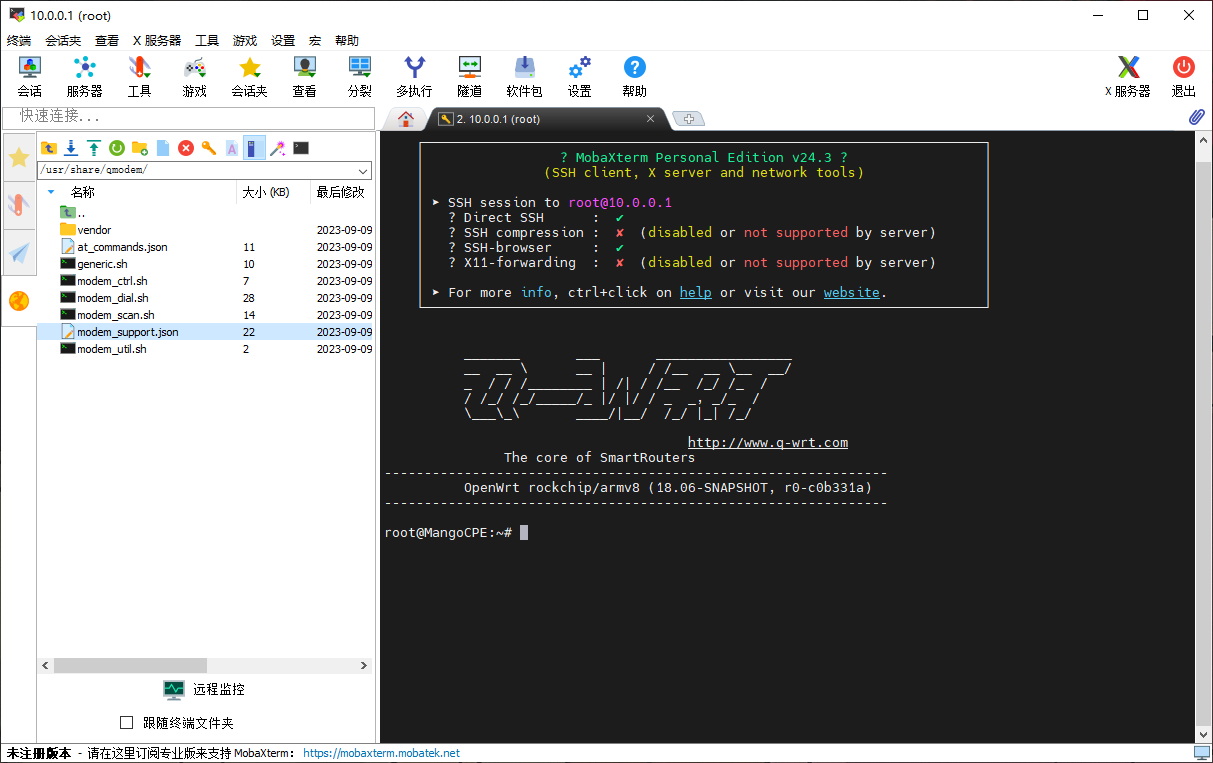 10.0.0.1 (root)
终端 会话夹 查看 X 服务器 工具 游戏 设置 宏 帮助
会话 服务器 工具 游戏 会话夹 查看 分裂 多执行 隧道 软件包 设置 帮助 X 服务器 退出
快速连接...
2. 10.0.0.1 (root)
/usr/share/qmodem/
名称 大小 (KB) 最后修改
..
vendor 2023-09-09
at_commands.json 11 2023-09-09
generic.sh 10 2023-09-09
modem_ctrl.sh 7 2023-09-09
modem_dial.sh 28 2023-09-09
modem_scan.sh 14 2023-09-09
modem_support.json 22 2023-09-09
modem_util.sh 2 2023-09-09
远程监控
跟随终端文件夹
? MobaXterm Personal Edition v24.3 ?
(SSH client, X server and network tools)
➤ SSH session to root@10.0.0.1
? Direct SSH : ✔
? SSH compression : ✘ (disabled or not supported by server)
? SSH-browser : ✔
? X11-forwarding : ✘ (disabled or not supported by server)
➤ For more info, ctrl+click on help or visit our website.
http://www.q-wrt.com
The core of SmartRouters
---------------------------------------------------------------
OpenWrt rockchip/armv8 (18.06-SNAPSHOT, r0-c0b331a)
---------------------------------------------------------------
root@MangoCPE:~#
未注册版本 - 请在这里订阅专业版来支持 MobaXterm： https://mobaxterm.mobatek.net